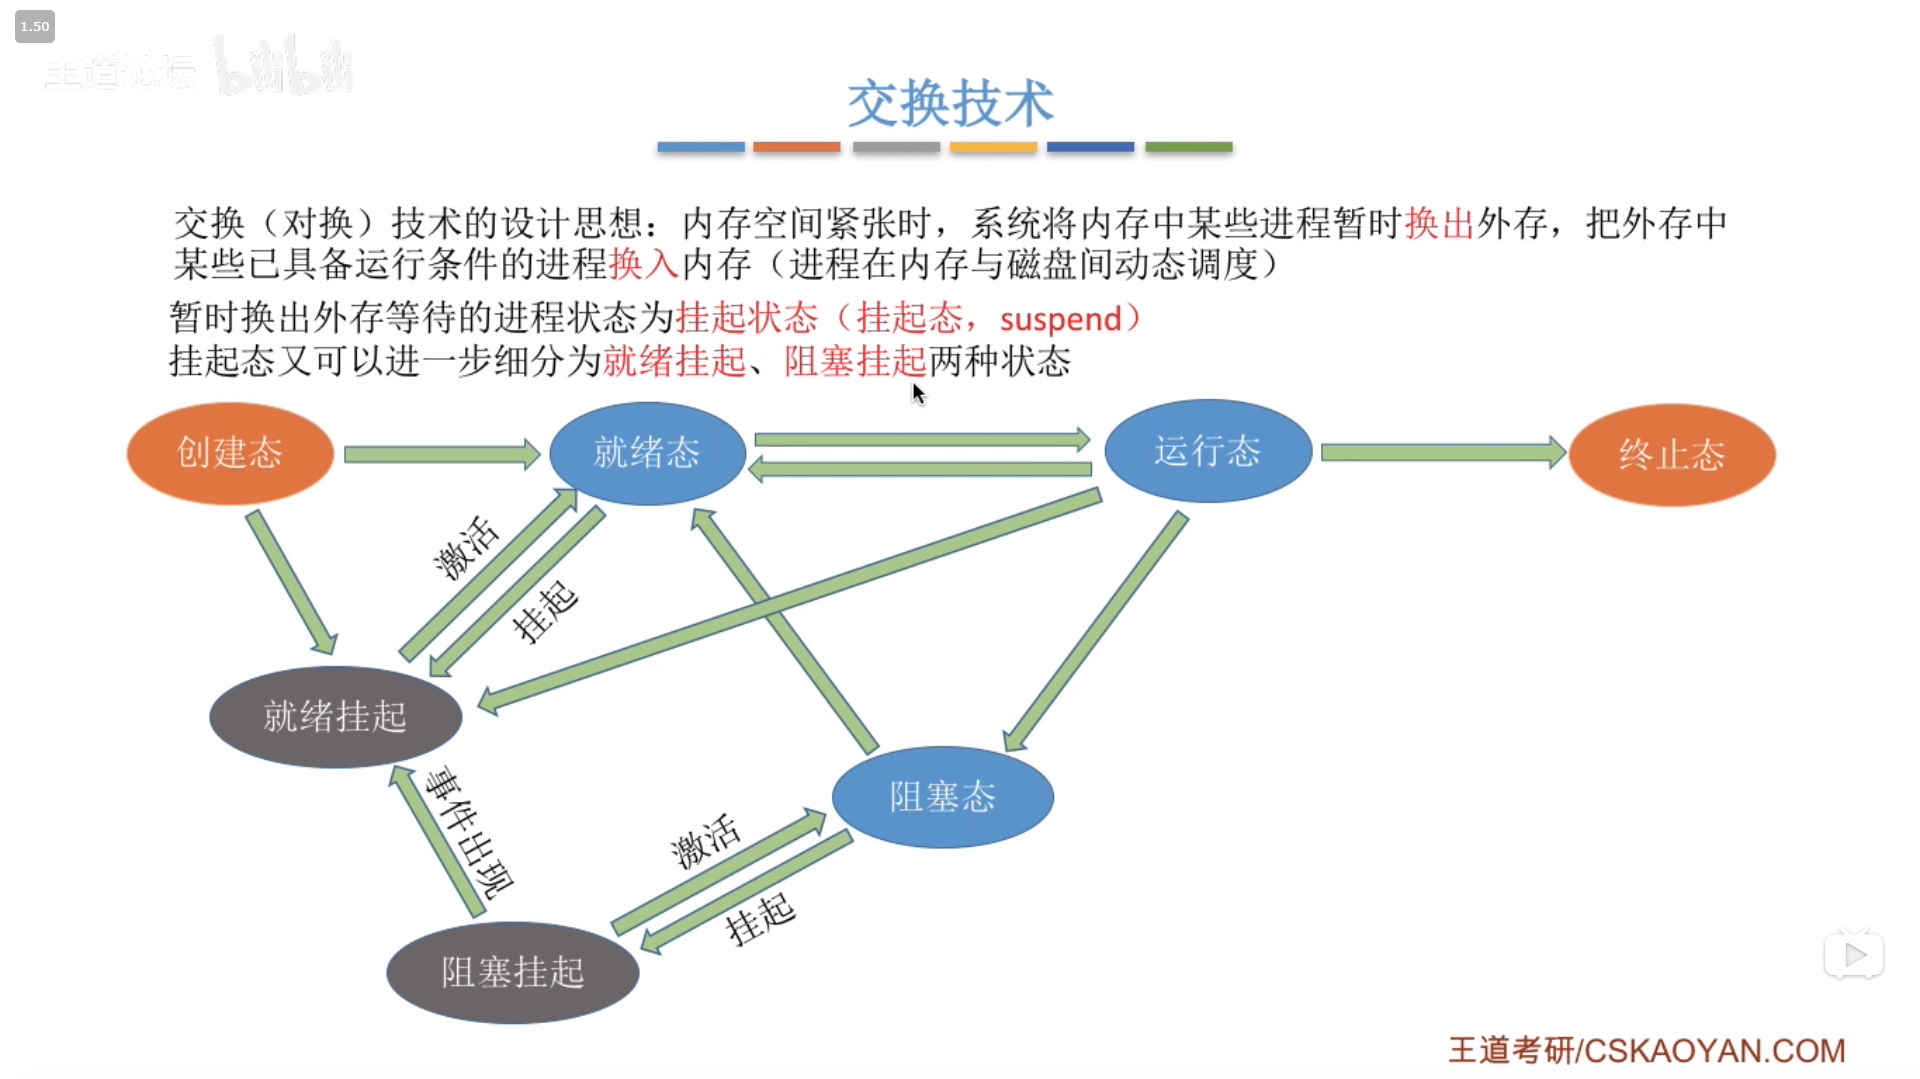 1.50
王道论坛 bilibili
交换技术
交换（对换）技术的设计思想：内存空间紧张时，系统将内存中某些进程暂时换出外存，把外存中
某些已具备运行条件的进程换入内存（进程在内存与磁盘间动态调度）
暂时换出外存等待的进程状态为挂起状态（挂起态，suspend）
挂起态又可以进一步细分为就绪挂起、阻塞挂起两种状态
创建态
就绪态
运行态
终止态
激活
挂起
就绪挂起
事件出现
阻塞态
激活
挂起
阻塞挂起
王道考研/CSKAOYAN.COM